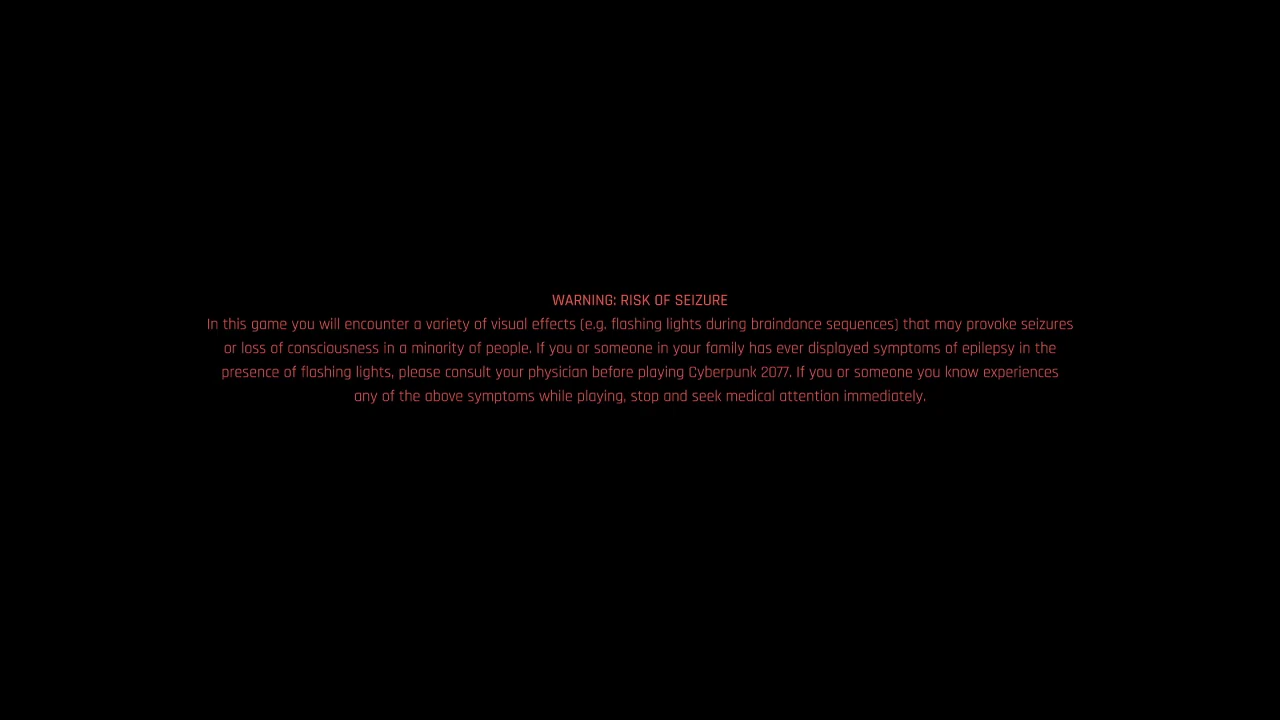 WARNING: RISK OF SEIZURE
In this game you will encounter a variety of visual effects (e.g. flashing lights during braindance sequences) that may provoke seizures
or loss of consciousness in a minority of people. If you or someone in your family has ever displayed symptoms of epilepsy in the
presence of flashing lights, please consult your physician before playing Cyberpunk 2077. If you or someone you know experiences
any of the above symptoms while playing, stop and seek medical attention immediately.